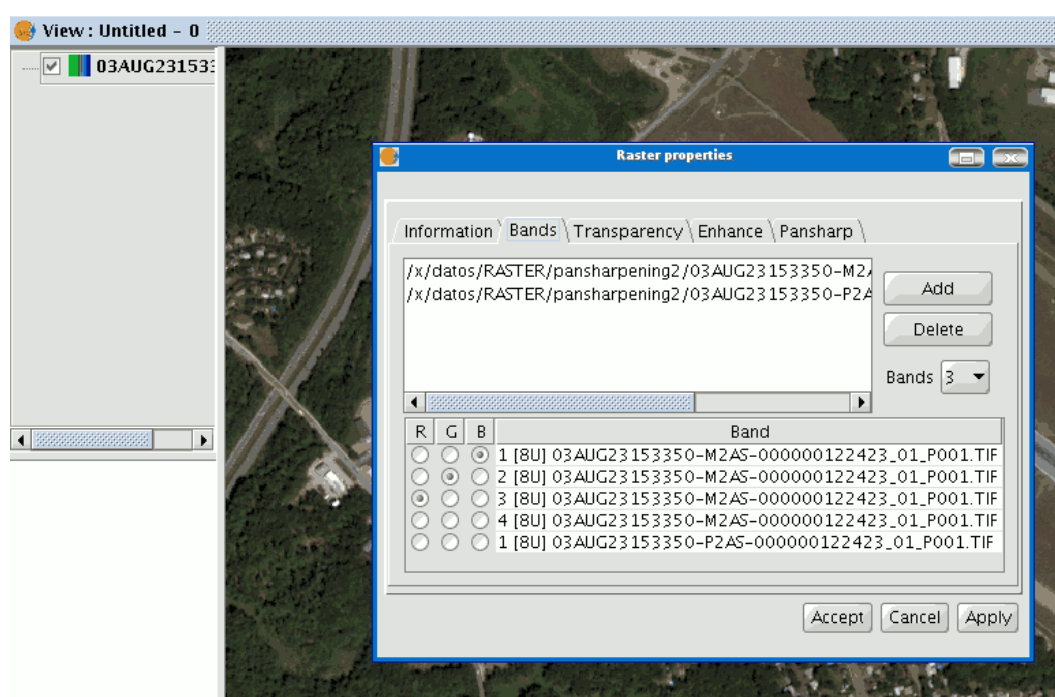 View : Untitled - 0
03AUG231533
Raster properties
Information
Bands
Transparency
Enhance
Pansharp
/x/datos/RASTER/pansharpening2/03AUG23153350-M2
/x/datos/RASTER/pansharpening2/03AUG23153350-P2A
Add
Delete
Bands 3
R G B Band
1 [8U] 03AUG23153350-M2AS-000000122423_01_P001.TIF
2 [8U] 03AUG23153350-M2AS-000000122423_01_P001.TIF
3 [8U] 03AUG23153350-M2AS-000000122423_01_P001.TIF
4 [8U] 03AUG23153350-M2AS-000000122423_01_P001.TIF
1 [8U] 03AUG23153350-P2AS-000000122423_01_P001.TIF
Accept
Cancel
Apply